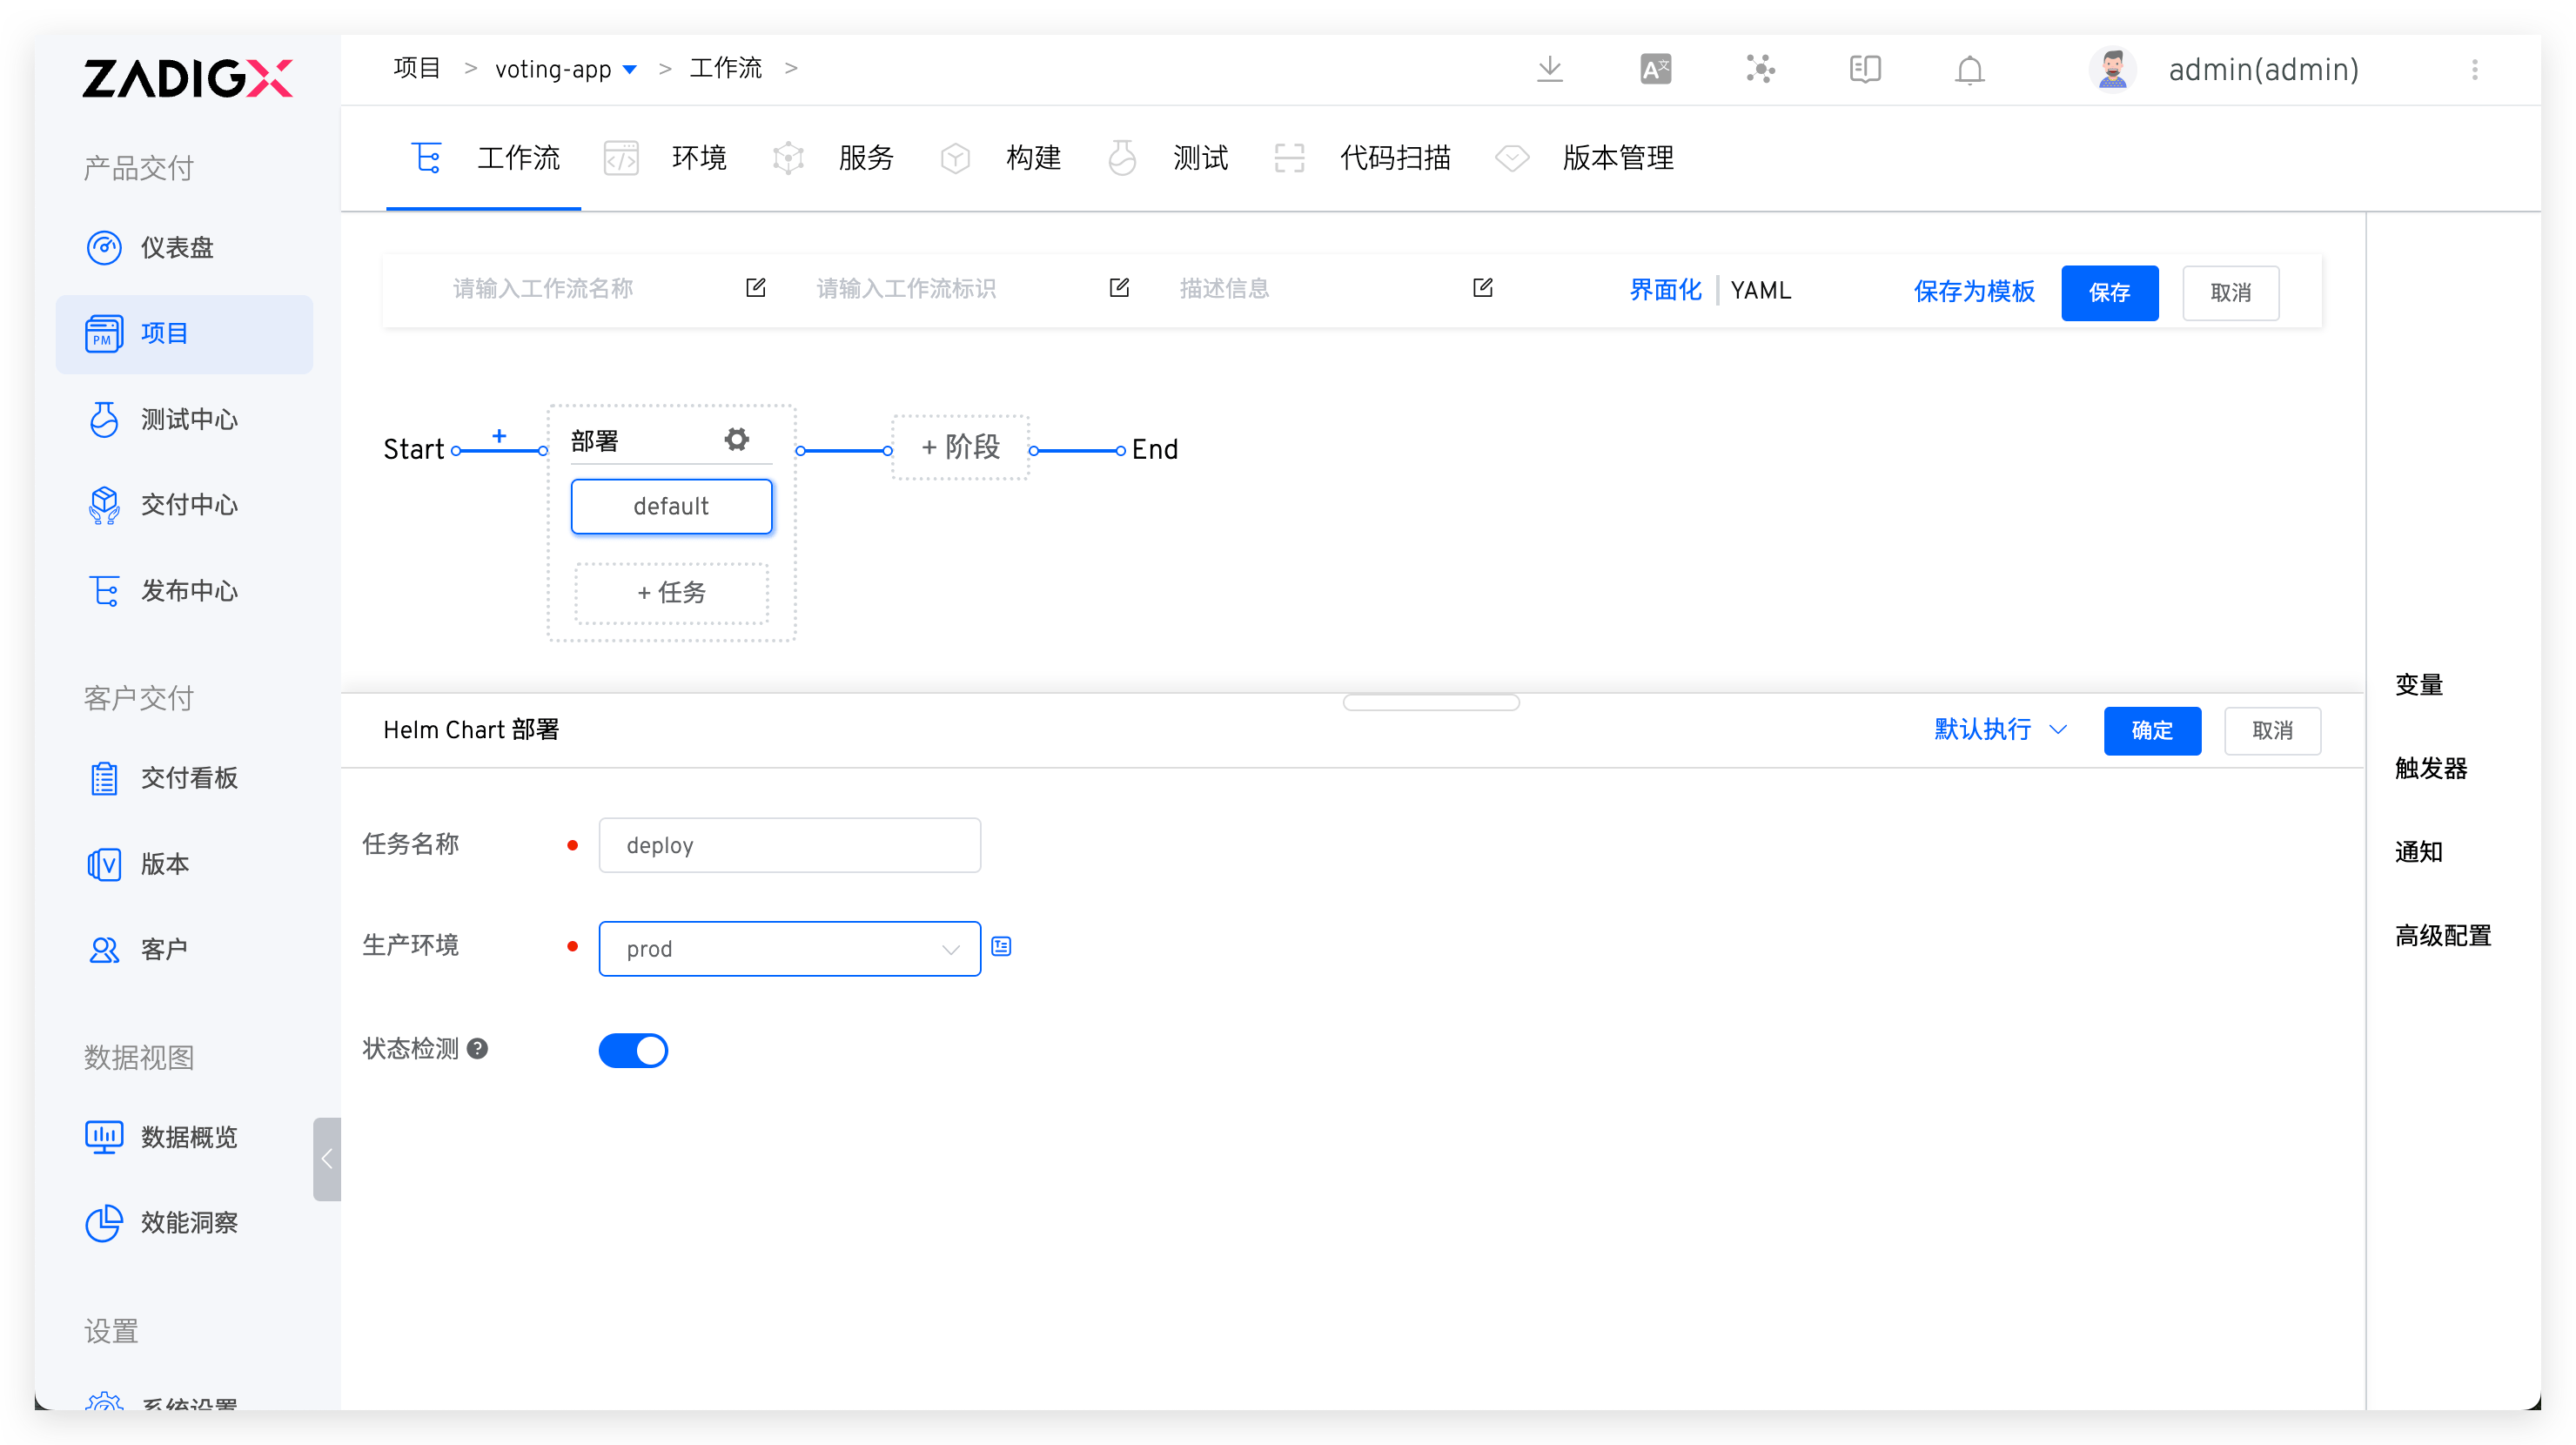 ZADIGX
项目 > voting-app > 工作流 >
A文
admin(admin)
产品交付
仪表盘
PM 项目
测试中心
交付中心
发布中心
客户交付
交付看板
V 版本
客户
数据视图
数据概览
效能洞察
设置
系统设置
工作流 环境 服务 构建 测试 代码扫描 版本管理
请输入工作流名称 请输入工作流标识 描述信息 界面化 | YAML 保存为模板 保存 取消
Start + 部署 + 阶段 End
default
+ 任务
Helm Chart 部署 默认执行 确定 取消
任务名称 deploy
生产环境 prod
状态检测 ?
变量
触发器
通知
高级配置